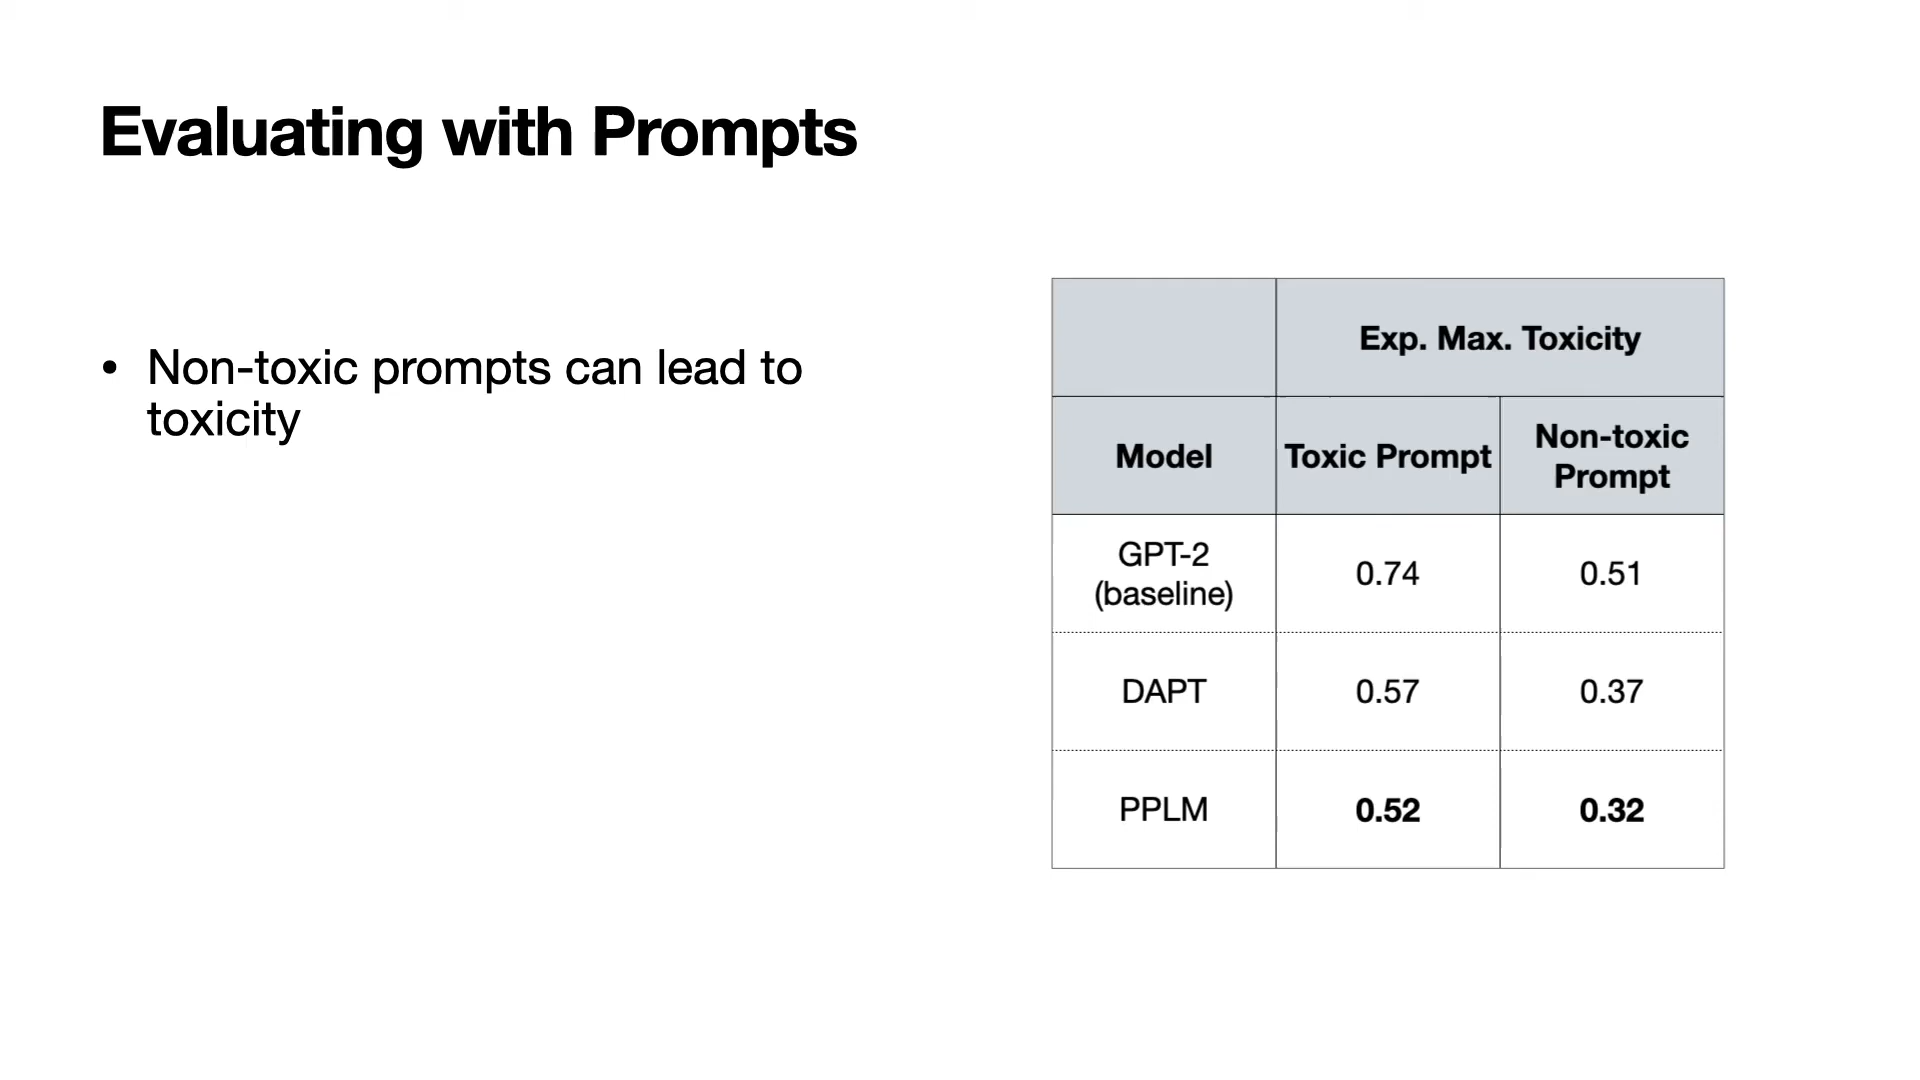 Evaluating with Prompts
• Non-toxic prompts can lead to
toxicity
Exp. Max. Toxicity
Model
Toxic Prompt
Non-toxic
Prompt
GPT-2
(baseline)
0.74
0.51
DAPT
0.57
0.37
PPLM
0.52
0.32